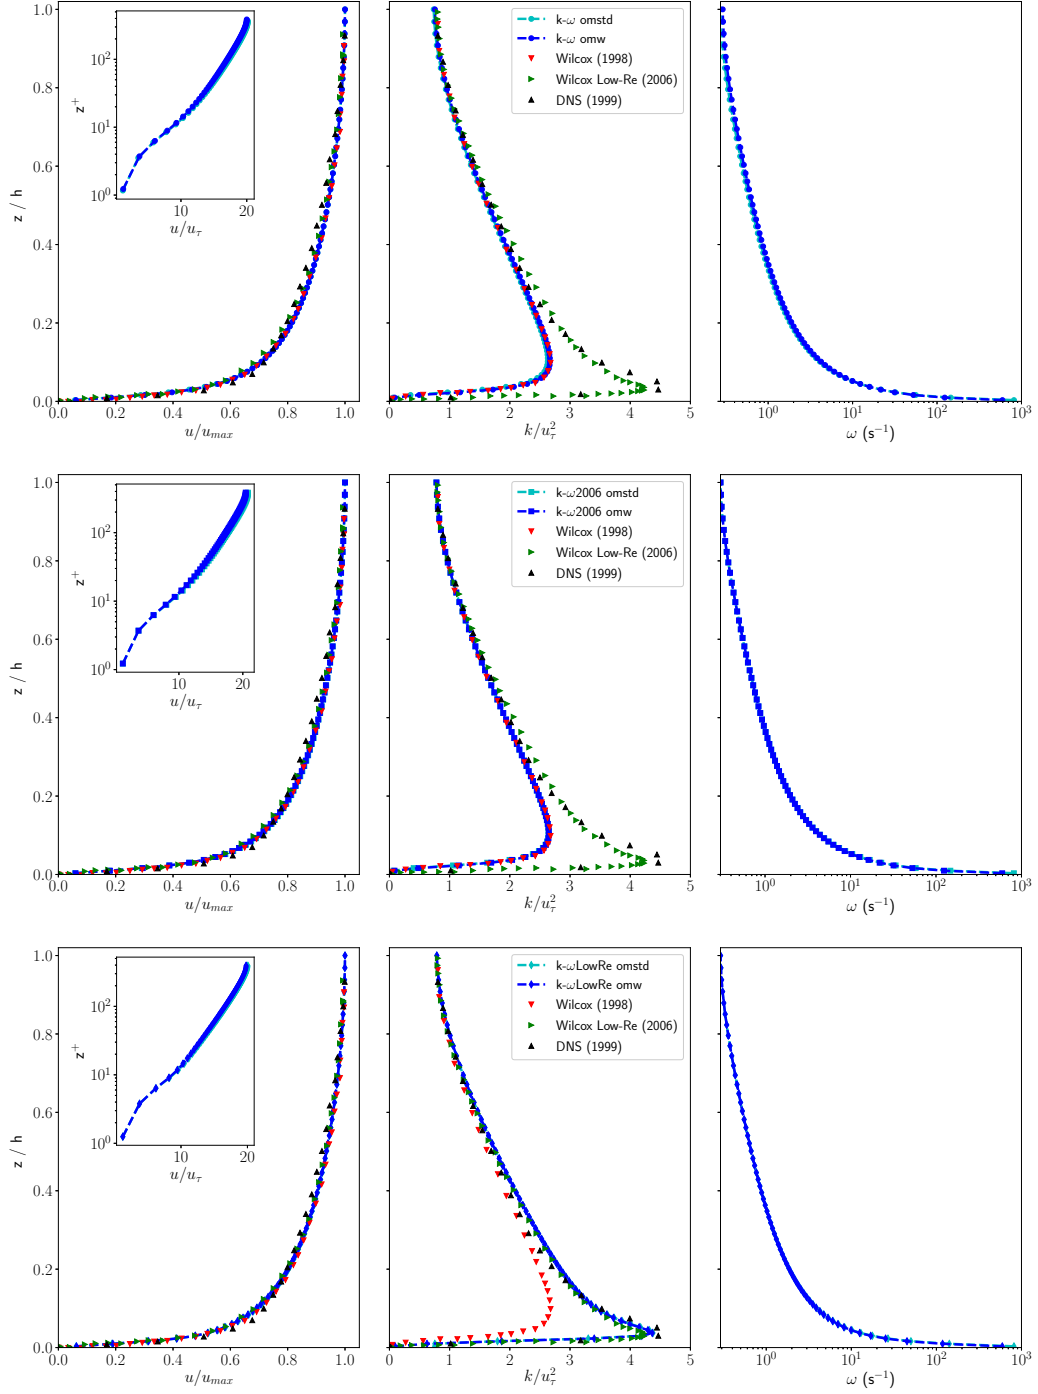 1.0
0.8
0.6
0.4
0.2
0.0
z / h
0.0 0.2 0.4 0.6 0.8 1.0
u/u_max
10²
10¹
10⁰
z⁺
10 20
u/u_τ
k-ω omstd
k-ω omw
Wilcox (1998)
Wilcox Low-Re (2006)
DNS (1999)
0 1 2 3 4 5
k/u_τ²
10⁰ 10¹ 10² 10³
ω (s⁻¹)
1.0
0.8
0.6
0.4
0.2
0.0
z / h
0.0 0.2 0.4 0.6 0.8 1.0
u/u_max
10²
10¹
10⁰
z⁺
10 20
u/u_τ
k-ω2006 omstd
k-ω2006 omw
Wilcox (1998)
Wilcox Low-Re (2006)
DNS (1999)
0 1 2 3 4 5
k/u_τ²
10⁰ 10¹ 10² 10³
ω (s⁻¹)
1.0
0.8
0.6
0.4
0.2
0.0
z / h
0.0 0.2 0.4 0.6 0.8 1.0
u/u_max
10²
10¹
10⁰
z⁺
10 20
u/u_τ
k-ωLowRe omstd
k-ωLowRe omw
Wilcox (1998)
Wilcox Low-Re (2006)
DNS (1999)
0 1 2 3 4 5
k/u_τ²
10⁰ 10¹ 10² 10³
ω (s⁻¹)